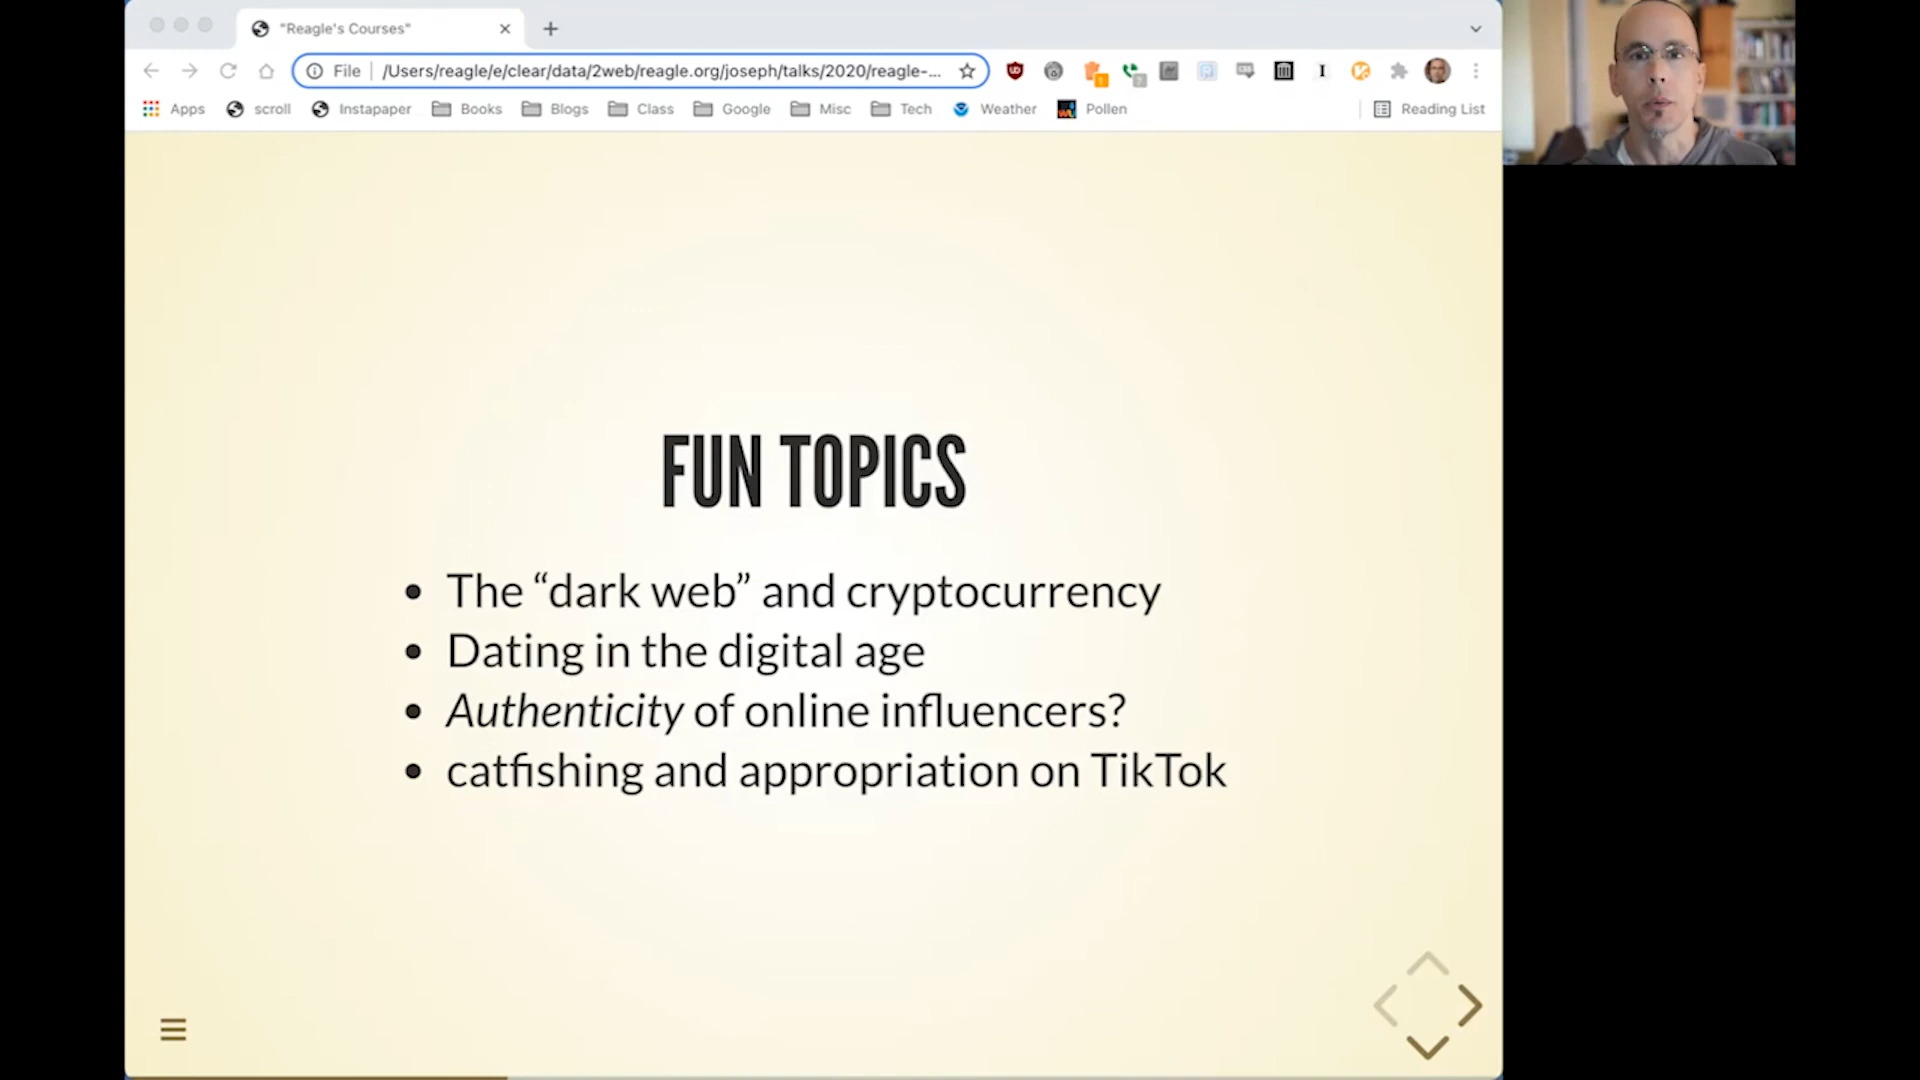 "Reagle's Courses"
File /Users/reagle/e/clear/data/2web/reagle.org/joseph/talks/2020/reagle-...
Apps scroll Instapaper Books Blogs Class Google Misc Tech Weather Pollen Reading List
FUN TOPICS
• The “dark web” and cryptocurrency
• Dating in the digital age
• Authenticity of online influencers?
• catfishing and appropriation on TikTok